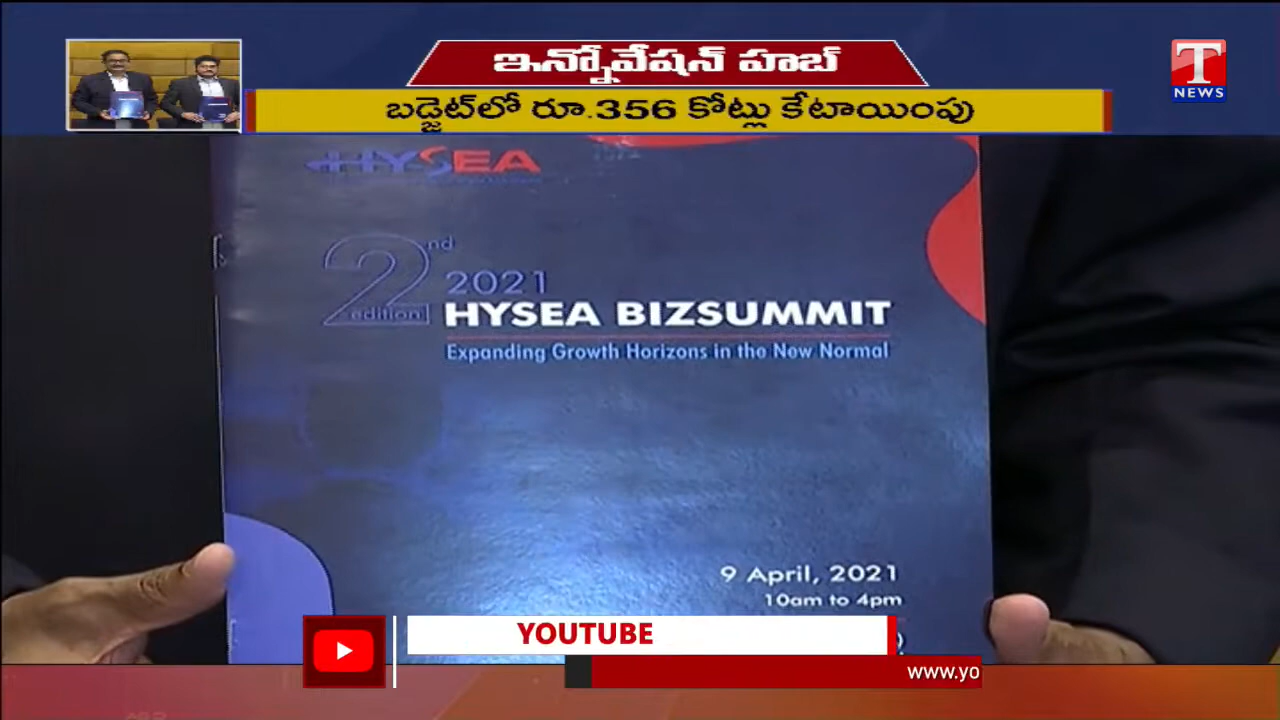 ఇన్నోవేషన్ హబ్
T
NEWS
బడ్జెట్‌లో రూ.356 కోట్లు కేటాయింపు
HYSEA
2nd
edition
2021
HYSEA BIZSUMMIT
Expanding Growth Horizons in the New Normal
9 April, 2021
10am to 4pm
YOUTUBE
www.yo